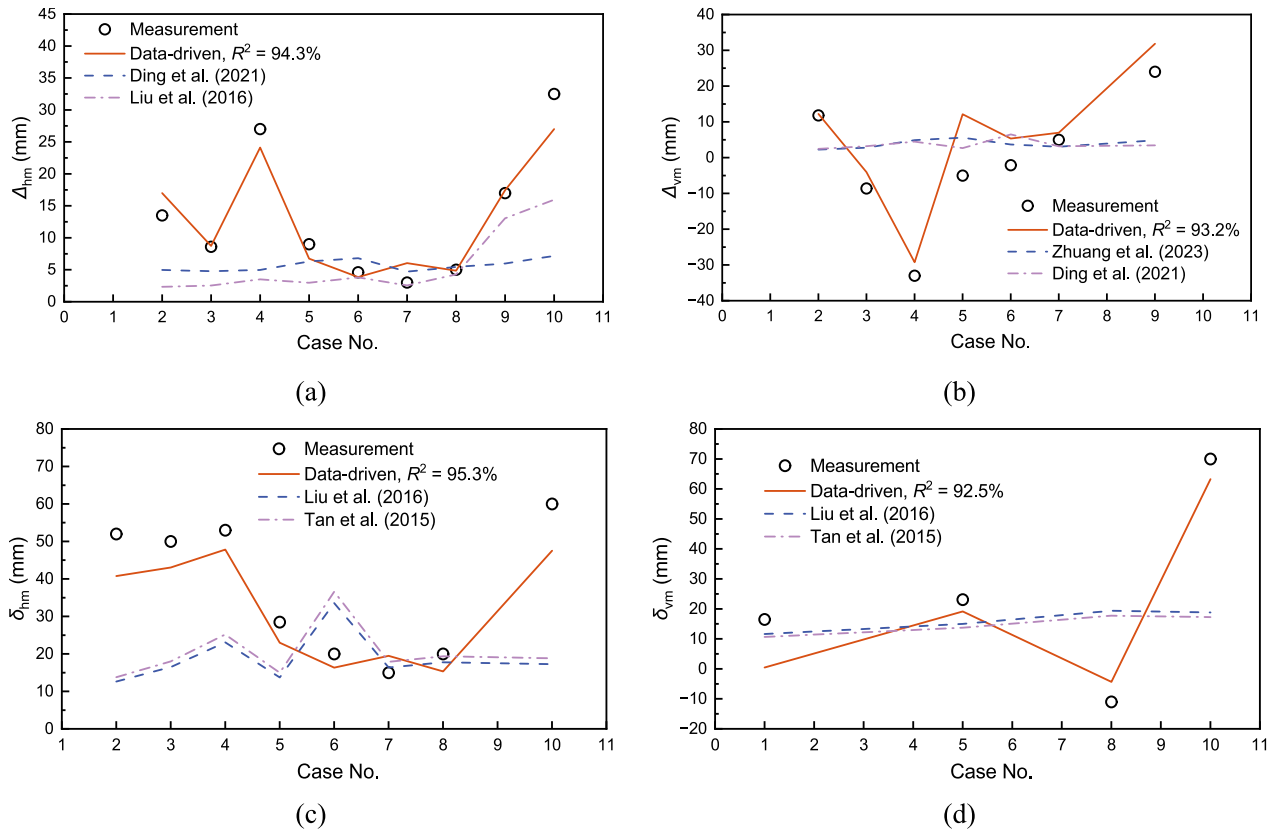 45
40
35
30
25
20
15
10
5
0
Δhm (mm)
Measurement
Data-driven, R² = 94.3%
Ding et al. (2021)
Liu et al. (2016)
0 1 2 3 4 5 6 7 8 9 10 11
Case No.
(a)
40
30
20
10
0
−10
−20
−30
−40
Δvm (mm)
Measurement
Data-driven, R² = 93.2%
Zhuang et al. (2023)
Ding et al. (2021)
0 1 2 3 4 5 6 7 8 9 10 11
Case No.
(b)
80
70
60
50
40
30
20
10
0
δhm (mm)
Measurement
Data-driven, R² = 95.3%
Liu et al. (2016)
Tan et al. (2015)
1 2 3 4 5 6 7 8 9 10 11
Case No.
(c)
80
70
60
50
40
30
20
10
0
−10
−20
δvm (mm)
Measurement
Data-driven, R² = 92.5%
Liu et al. (2016)
Tan et al. (2015)
0 1 2 3 4 5 6 7 8 9 10 11
Case No.
(d)